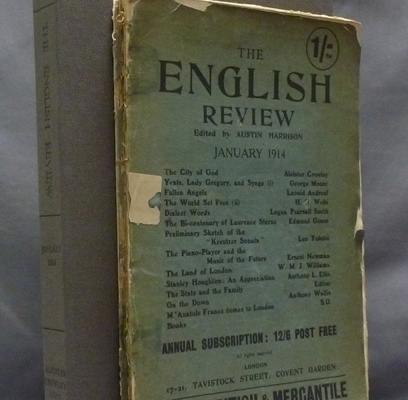 THE ENGLISH REVIEW
1/-
THE
ENGLISH
REVIEW
Edited by AUSTIN HARRISON
JANUARY 1914
The City of God Aleister Crowley
Yeats, Lady Gregory, and Synge (i) George Moore
Fallen Angels Leonid Andreef
The World Set Free (ii) H. G. Wells
Dialect Words Logan Pearsall Smith
The Bi-centenary of Laurence Sterne Edmund Gosse
Preliminary Sketch of the
"Kreutzer Sonata" Leo Tolstoi
The Piano-Player and the
Music of the Future Ernest Newman
The Land of London W. M. J. Williams
Stanley Houghton: An Appreciation Anthony L. Ellis
The State and the Family Editor
On the Down Anthony Wallis
M. Anatole France comes to London S.O.
Books
ANNUAL SUBSCRIPTION: 12/6 POST FREE
All rights reserved
LONDON
17-21, TAVISTOCK STREET, COVENT GARDEN
& MERCANTILE